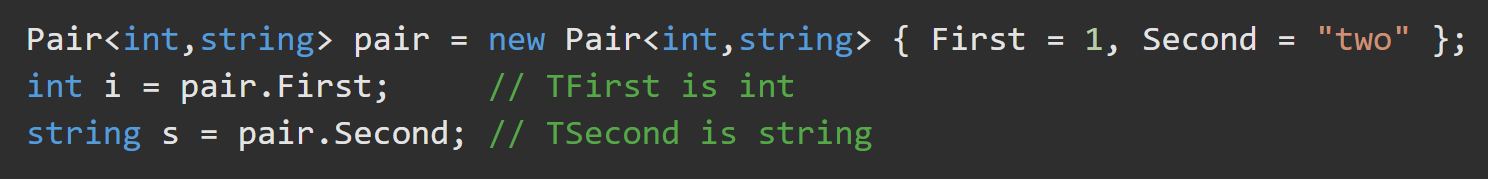 Pair<int,string> pair = new Pair<int,string> { First = 1, Second = "two" };
int i = pair.First;     // TFirst is int
string s = pair.Second; // TSecond is string